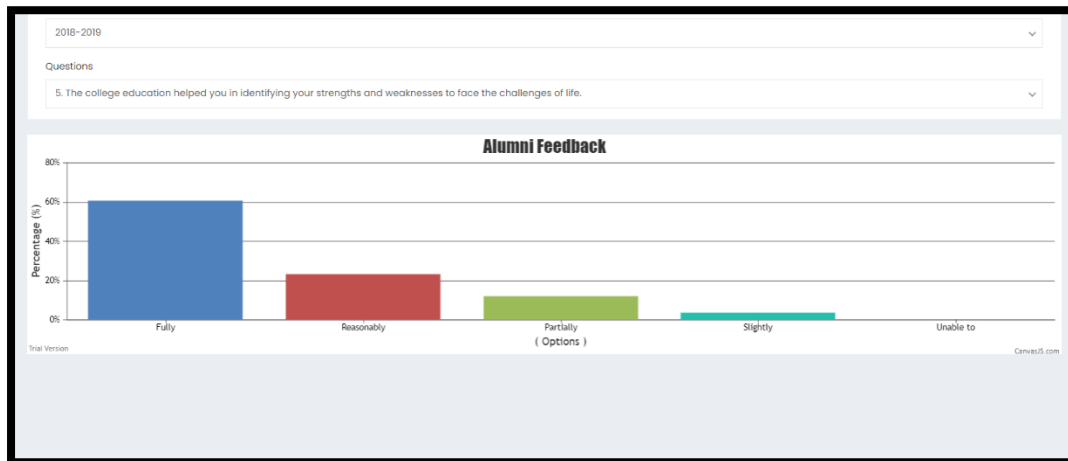 2018-2019
Questions
5. The college education helped you in identifying your strengths and weaknesses to face the challenges of life.
Alumni Feedback
80%
60%
40%
20%
0%
Percentage (%)
Fully
Reasonably
Partially
Slightly
Unable to
( Options )
Trial Version
CanvasJS.com